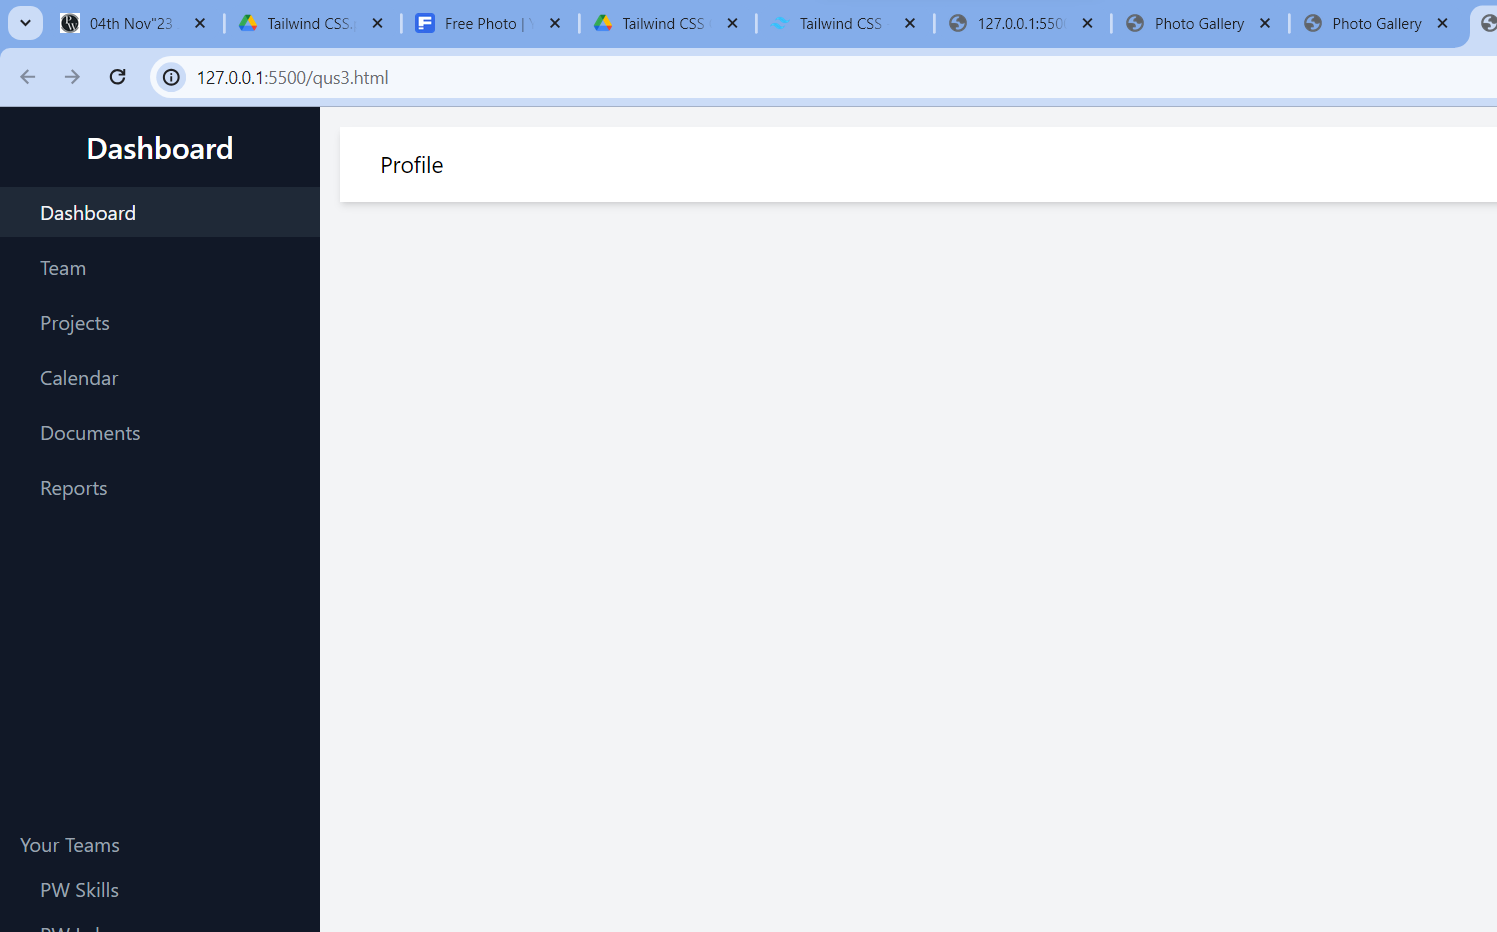 04th Nov"23
Tailwind CSS.
Free Photo |
Tailwind CSS
Tailwind CSS
127.0.0.1:550
Photo Gallery
Photo Gallery
127.0.0.1:5500/qus3.html
Dashboard
Profile
Dashboard
Team
Projects
Calendar
Documents
Reports
Your Teams
PW Skills
PW